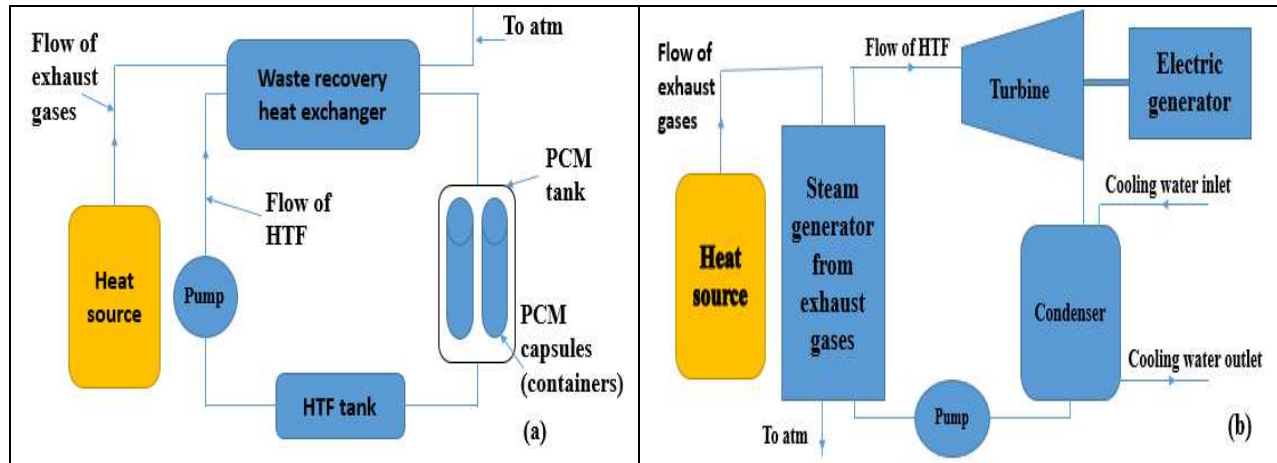 To atm
Flow of
exhaust
gases
Waste recovery
heat exchanger
PCM
tank
Flow of
HTF
Heat
source
Pump
PCM
capsules
(containers)
HTF tank
(a)
Flow of HTF
Flow of
exhaust
gases
Turbine
Electric
generator
Cooling water inlet
Steam
generator
from
exhaust
gases
Heat
source
Condenser
Cooling water outlet
Pump
To atm
(b)